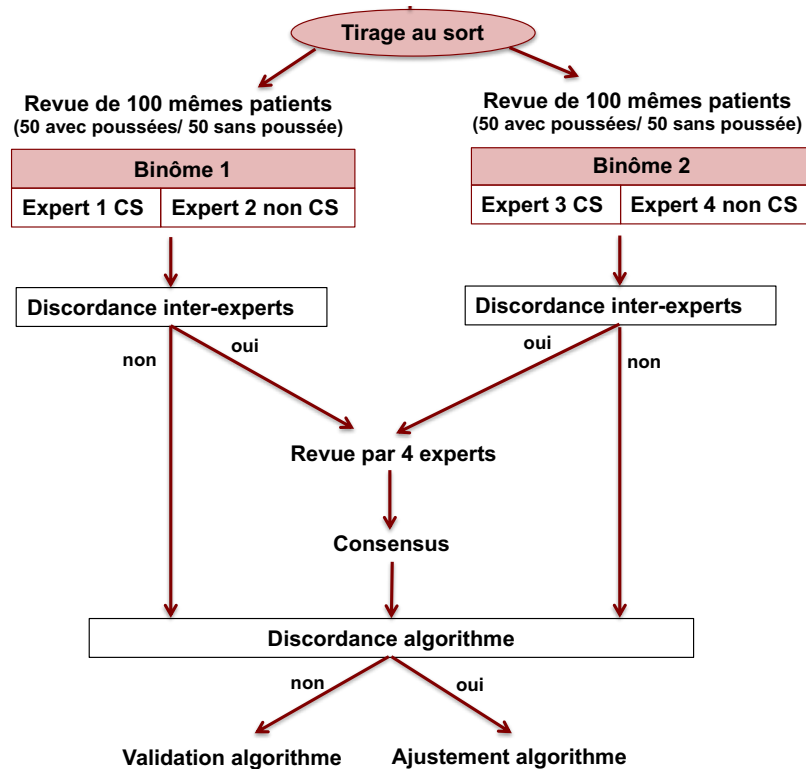 Tirage au sort
Revue de 100 mêmes patients
(50 avec poussées/ 50 sans poussée)
Binôme 1
Expert 1 CS
Expert 2 non CS
Revue de 100 mêmes patients
(50 avec poussées/ 50 sans poussée)
Binôme 2
Expert 3 CS
Expert 4 non CS
Discordance inter-experts
Discordance inter-experts
non
oui
oui
non
Revue par 4 experts
Consensus
Discordance algorithme
non
oui
Validation algorithme
Ajustement algorithme